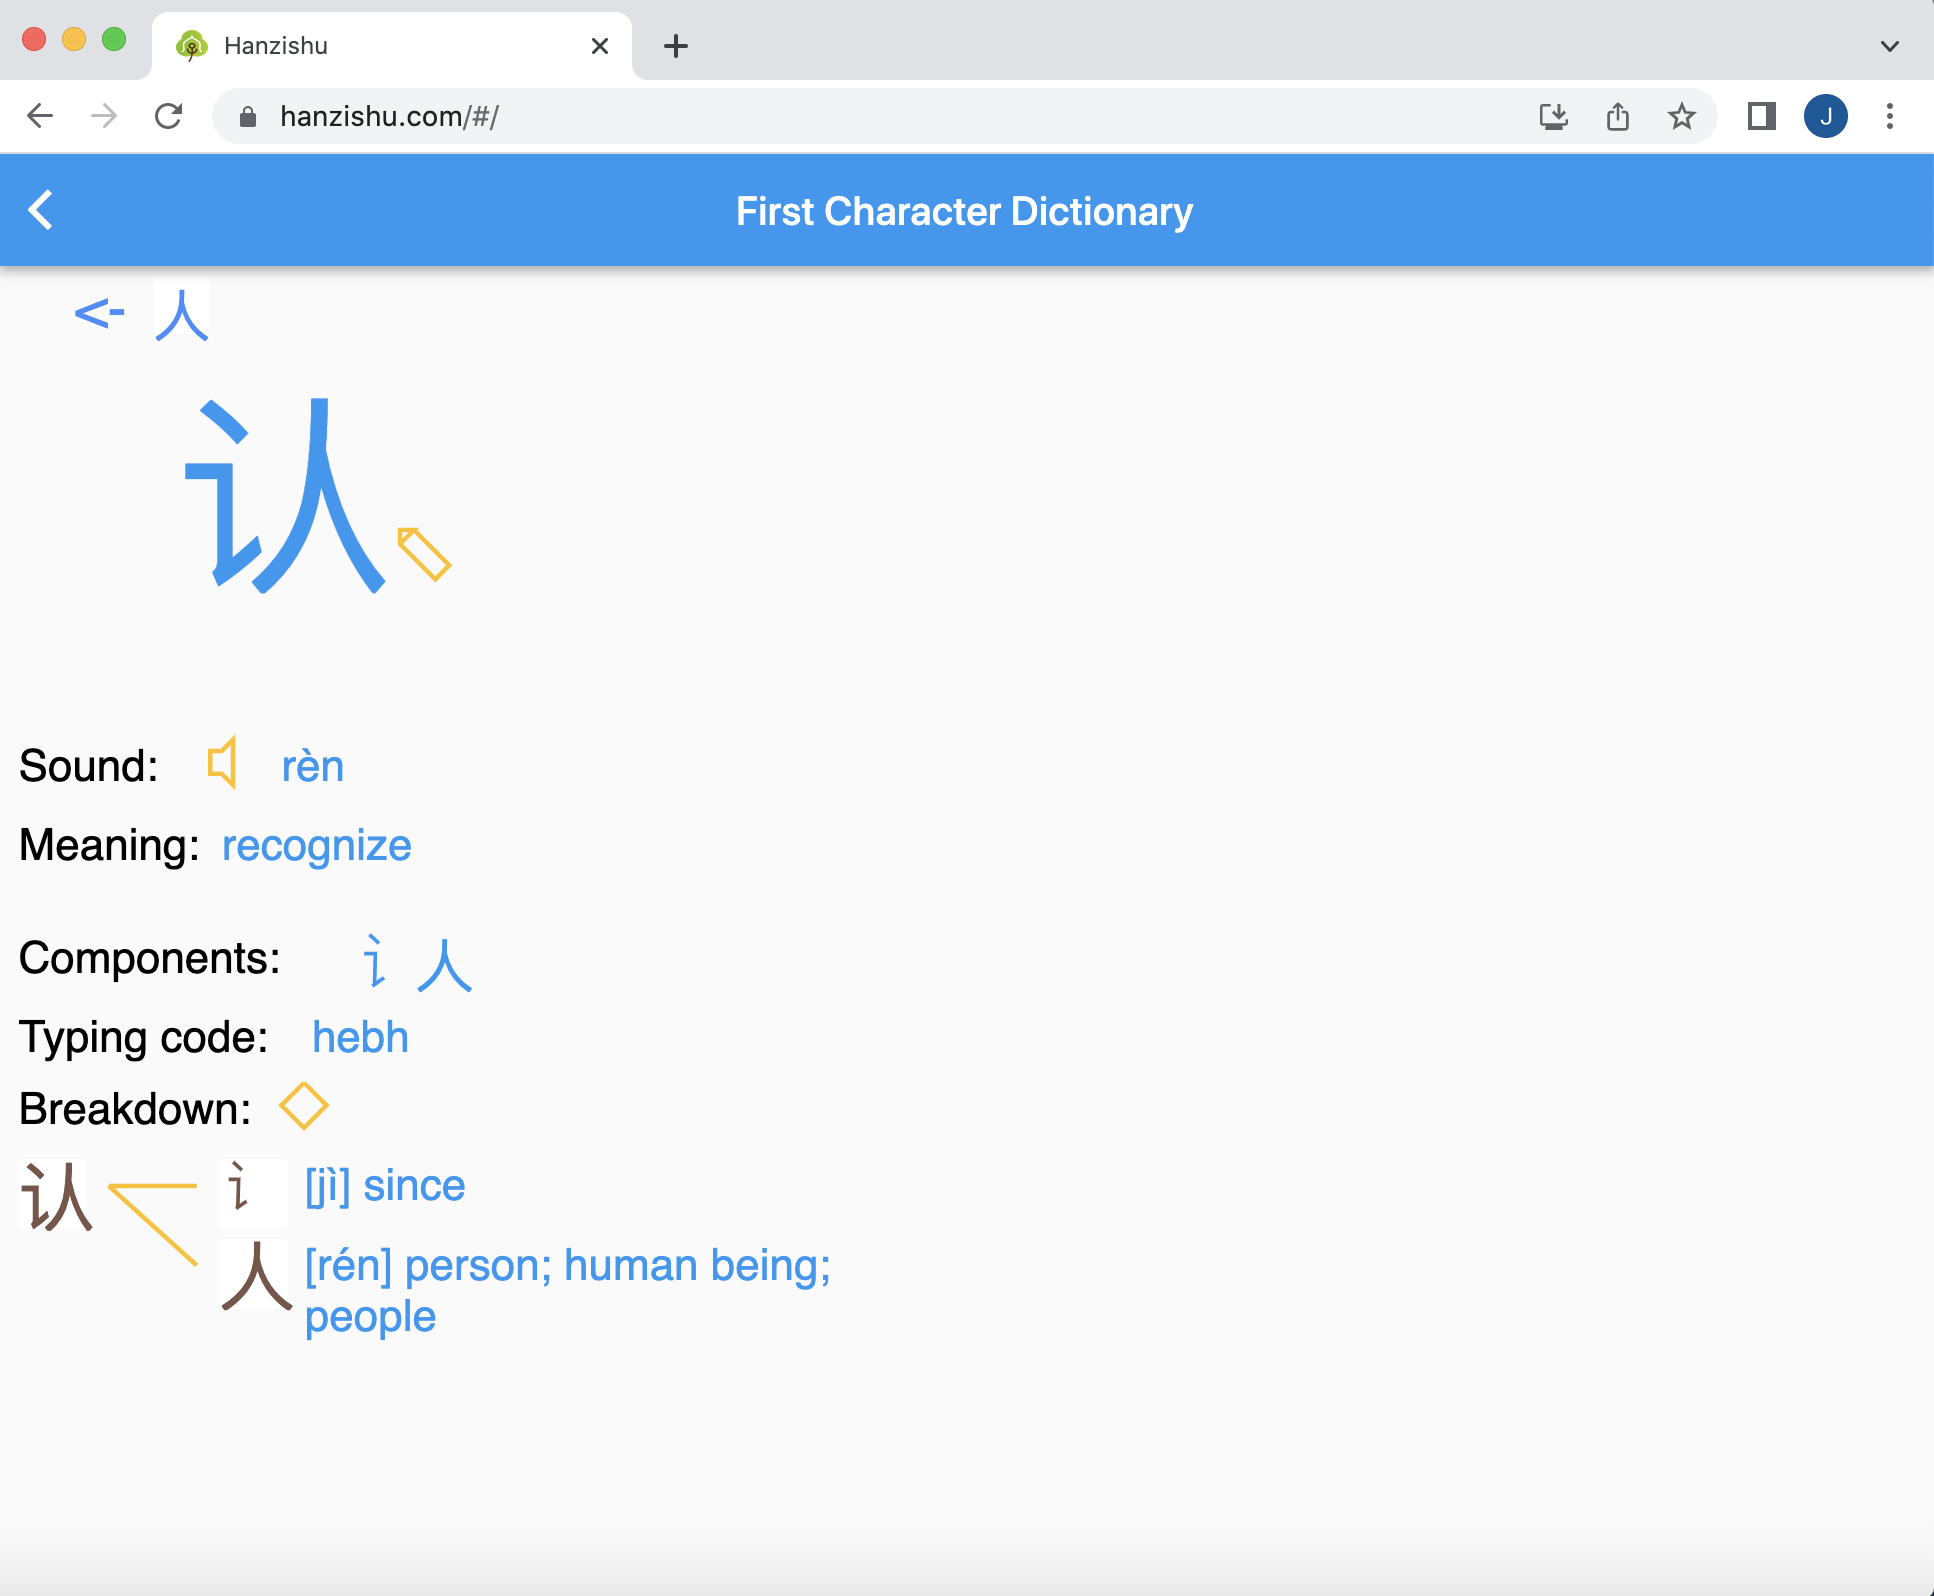 Hanzishu
hanzishu.com/#/
J
First Character Dictionary
<- 人
认
Sound: rèn
Meaning: recognize
Components: 讠人
Typing code: hebh
Breakdown:
认 讠 [jì] since
人 [rén] person; human being;
people